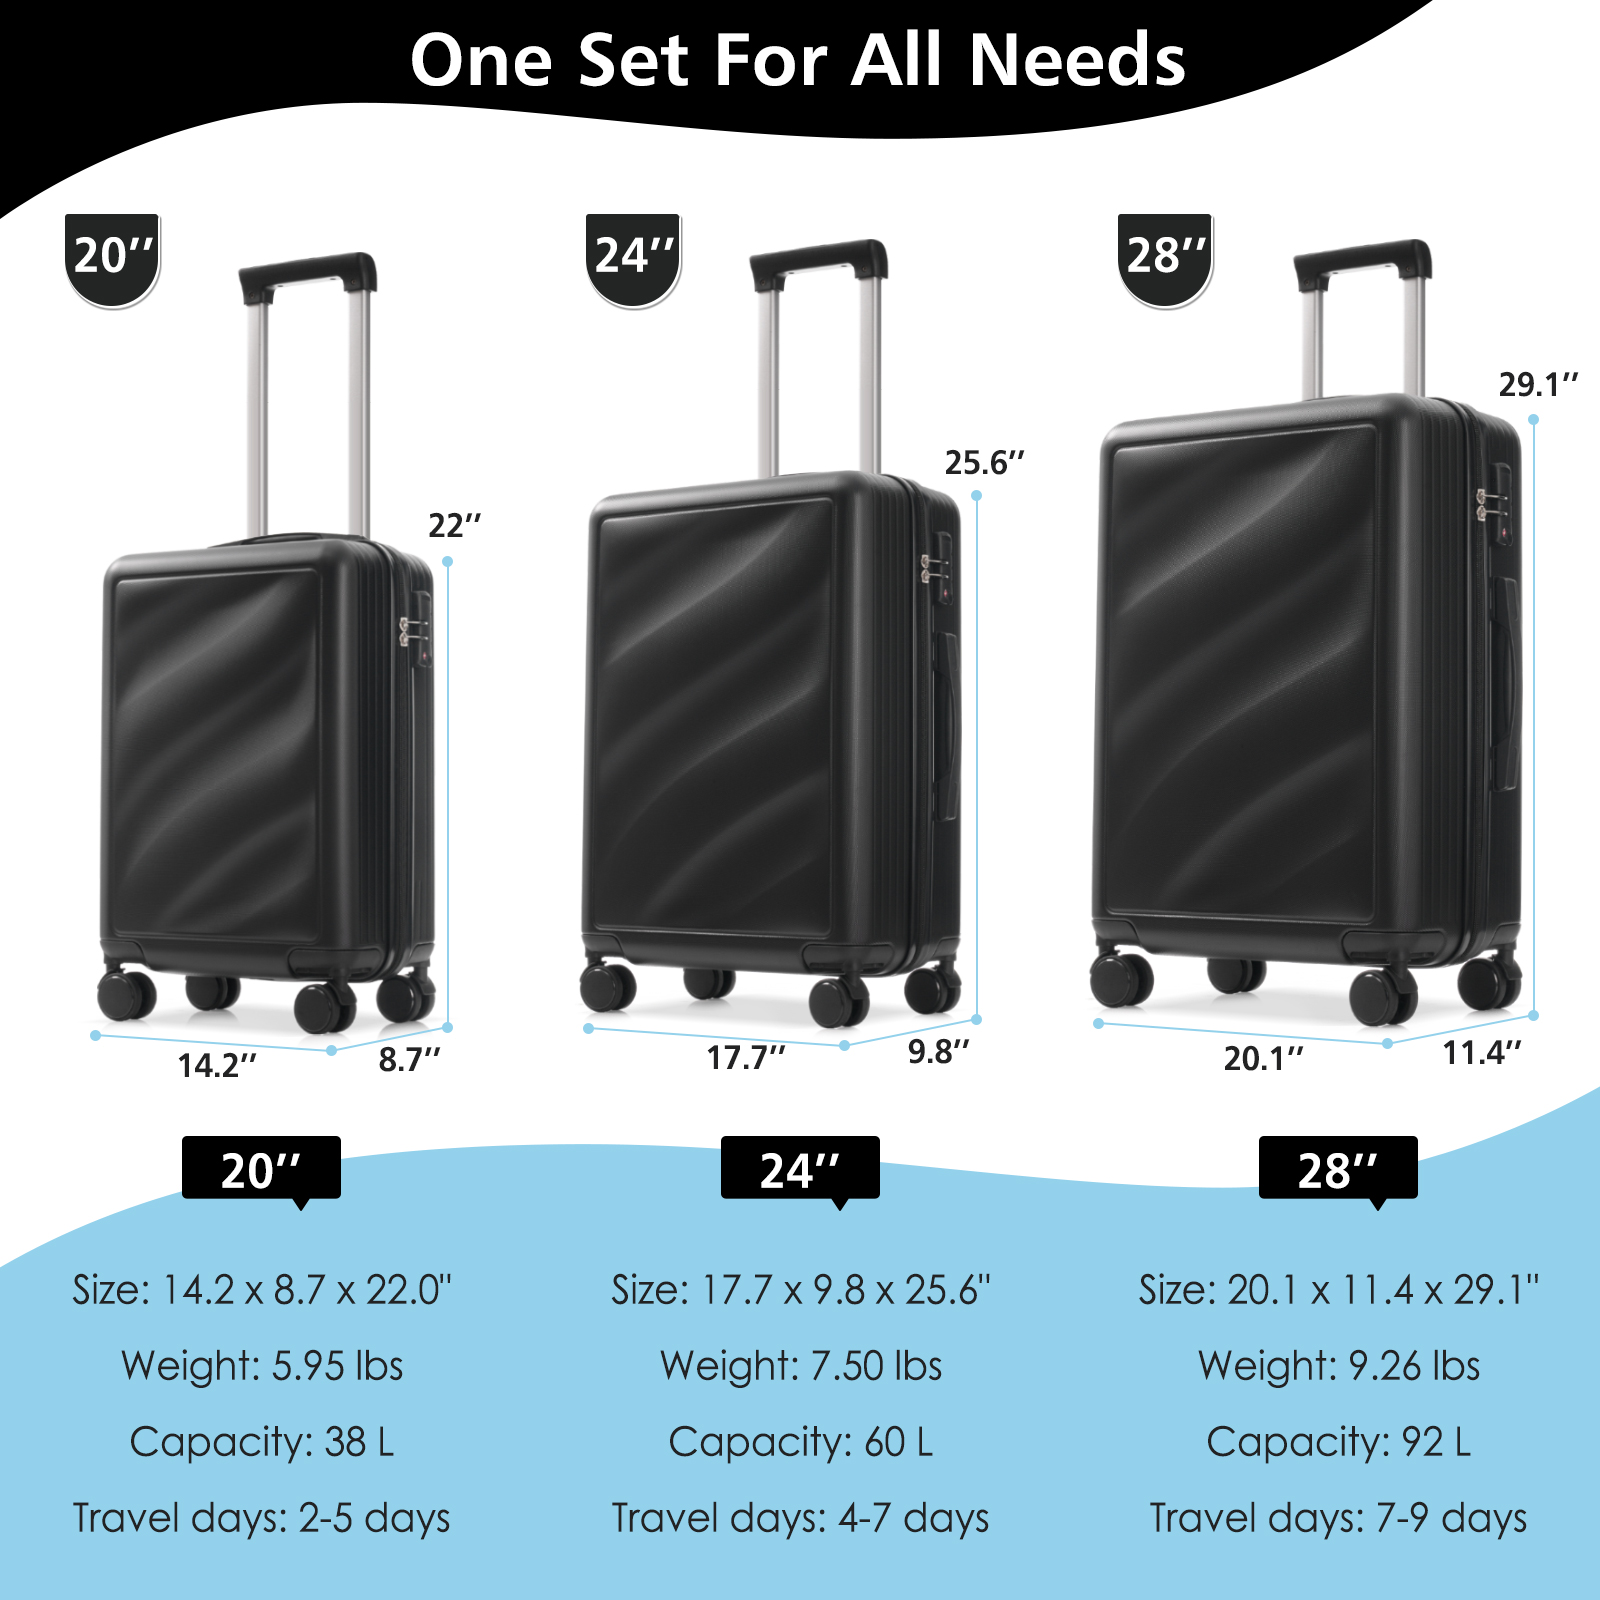 One Set For All Needs
20’’
24’’
28’’
22’’
25.6’’
29.1’’
14.2’’
8.7’’
17.7’’
9.8’’
20.1’’
11.4’’
20’’
24’’
28’’
Size: 14.2 x 8.7 x 22.0"
Weight: 5.95 lbs
Capacity: 38 L
Travel days: 2-5 days
Size: 17.7 x 9.8 x 25.6"
Weight: 7.50 lbs
Capacity: 60 L
Travel days: 4-7 days
Size: 20.1 x 11.4 x 29.1"
Weight: 9.26 lbs
Capacity: 92 L
Travel days: 7-9 days